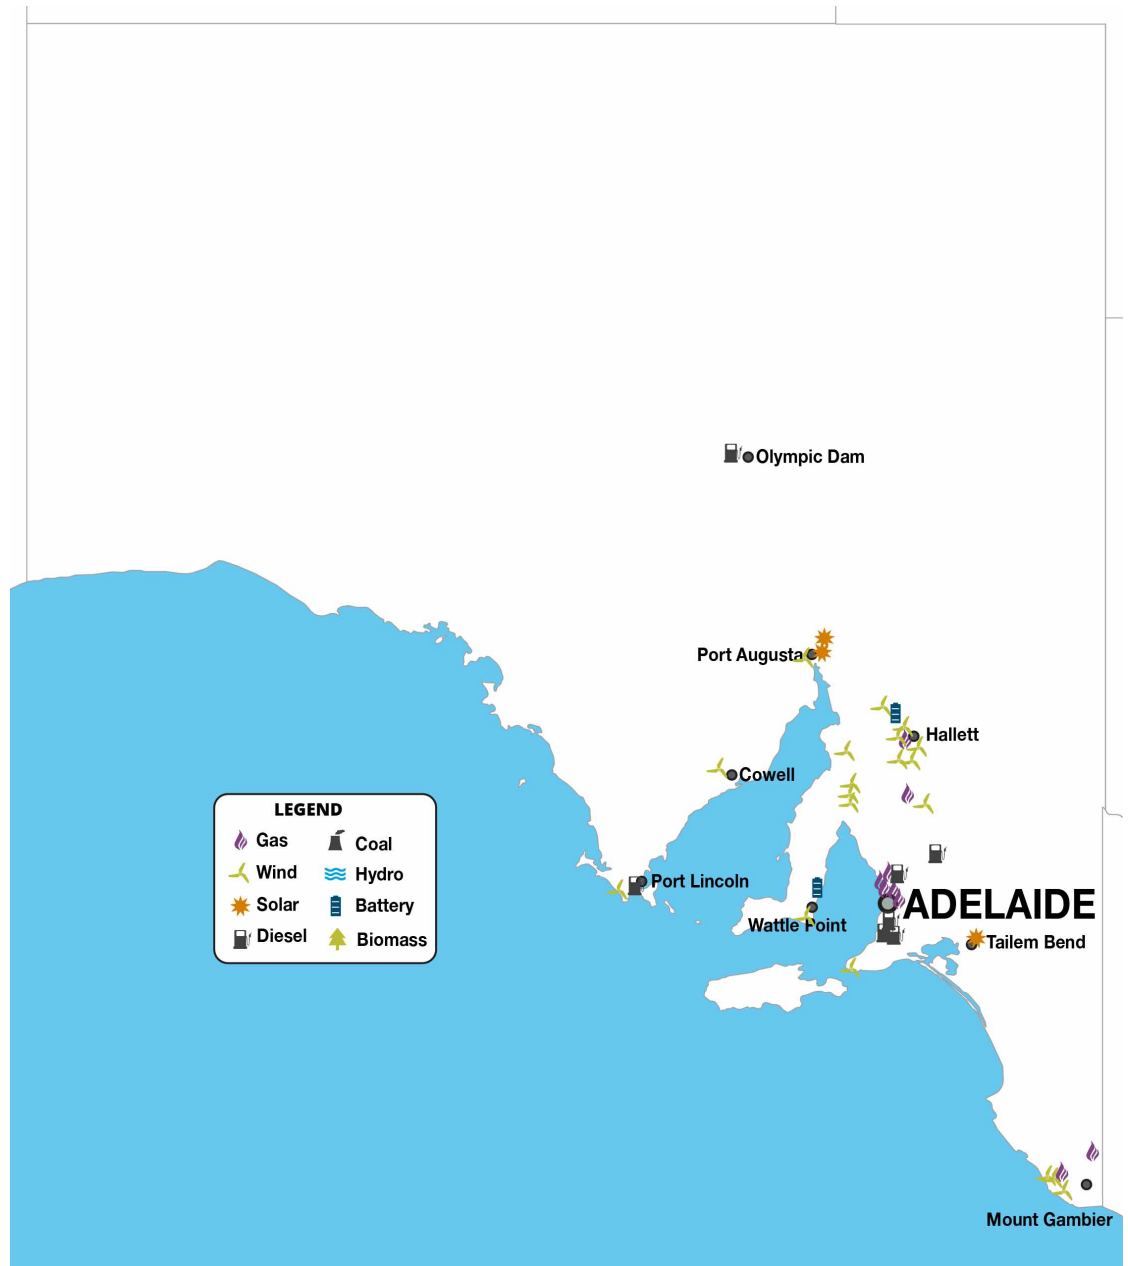 Olympic Dam
Port Augusta
Hallett
Cowell
LEGEND
Gas
Coal
Wind
Hydro
Solar
Battery
Diesel
Biomass
Port Lincoln
ADELAIDE
Wattle Point
Tailem Bend
Mount Gambier